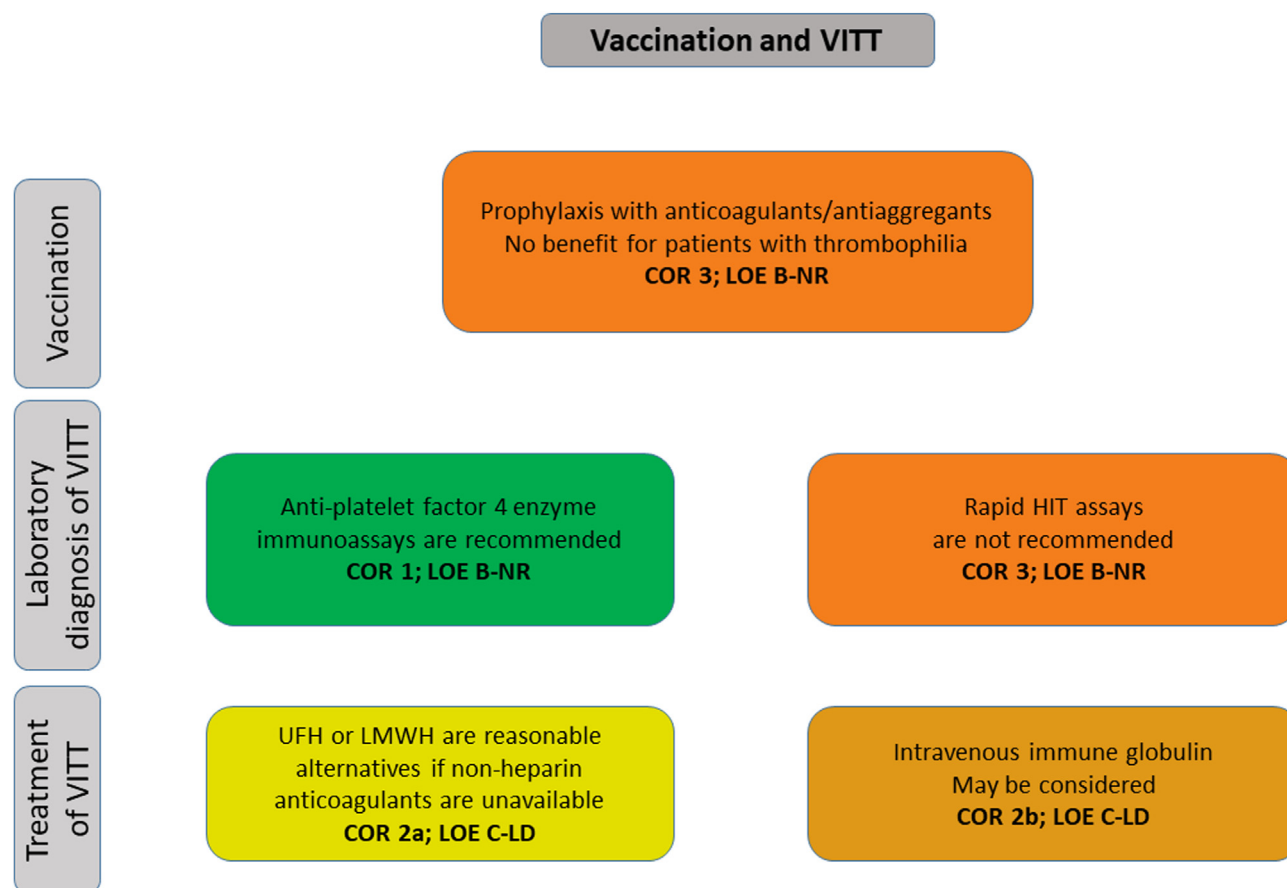 Vaccination and VITT
Vaccination
Prophylaxis with anticoagulants/antiaggregants
No benefit for patients with thrombophilia
COR 3; LOE B-NR
Laboratory
diagnosis of VITT
Anti-platelet factor 4 enzyme
immunoassays are recommended
COR 1; LOE B-NR
Rapid HIT assays
are not recommended
COR 3; LOE B-NR
Treatment
of VITT
UFH or LMWH are reasonable
alternatives if non-heparin
anticoagulants are unavailable
COR 2a; LOE C-LD
Intravenous immune globulin
May be considered
COR 2b; LOE C-LD